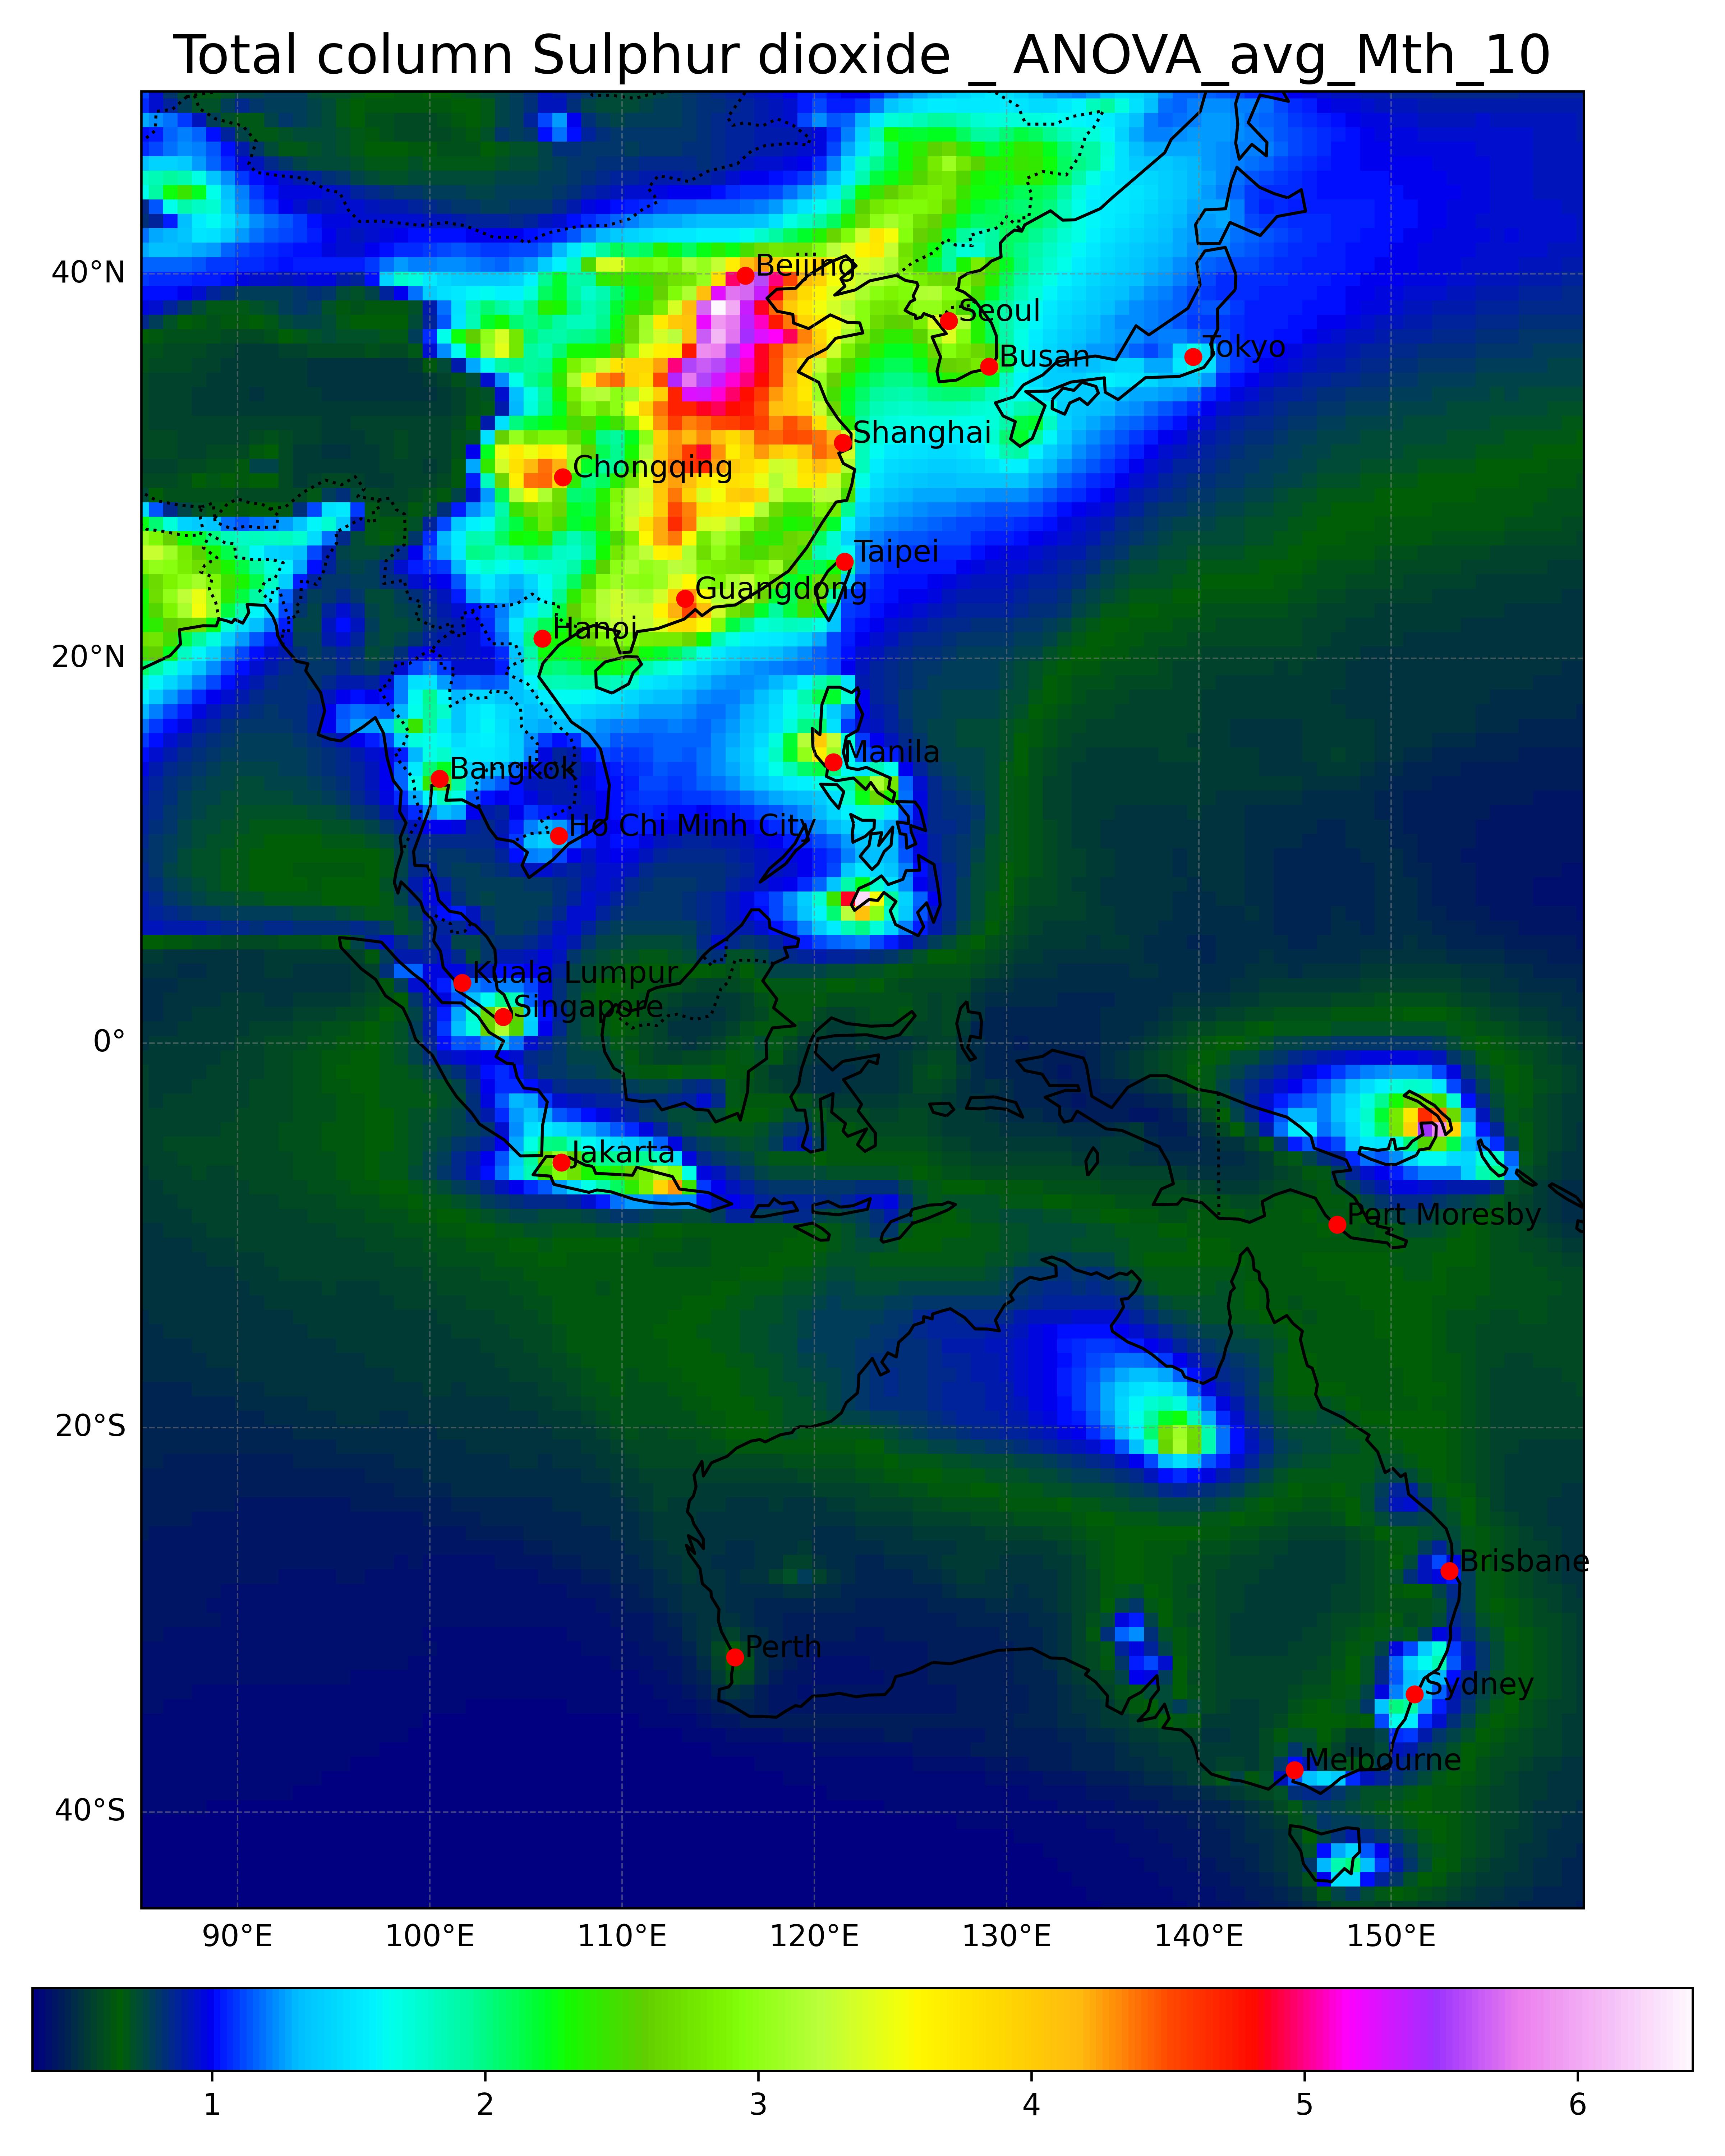 Total column Sulphur dioxide _ ANOVA_avg_Mth_10
40°N
20°N
0°
20°S
40°S
Beijing
Seoul
Tokyo
Busan
Shanghai
Chongqing
Taipei
Guangdong
Hanoi
Manila
Bangkok
Ho Chi Minh City
Kuala Lumpur
Singapore
Jakarta
Port Moresby
Brisbane
Perth
Sydney
Melbourne
90°E 100°E 110°E 120°E 130°E 140°E 150°E
1 2 3 4 5 6